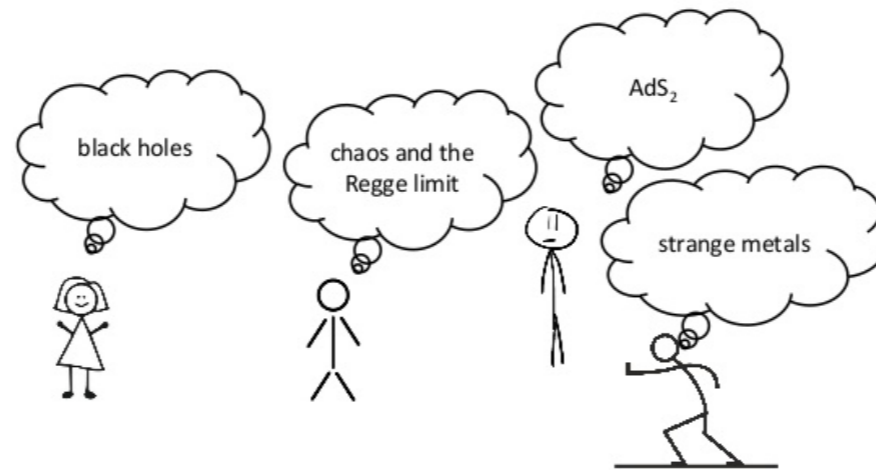 black holes
chaos and the
Regge limit
AdS₂
strange metals